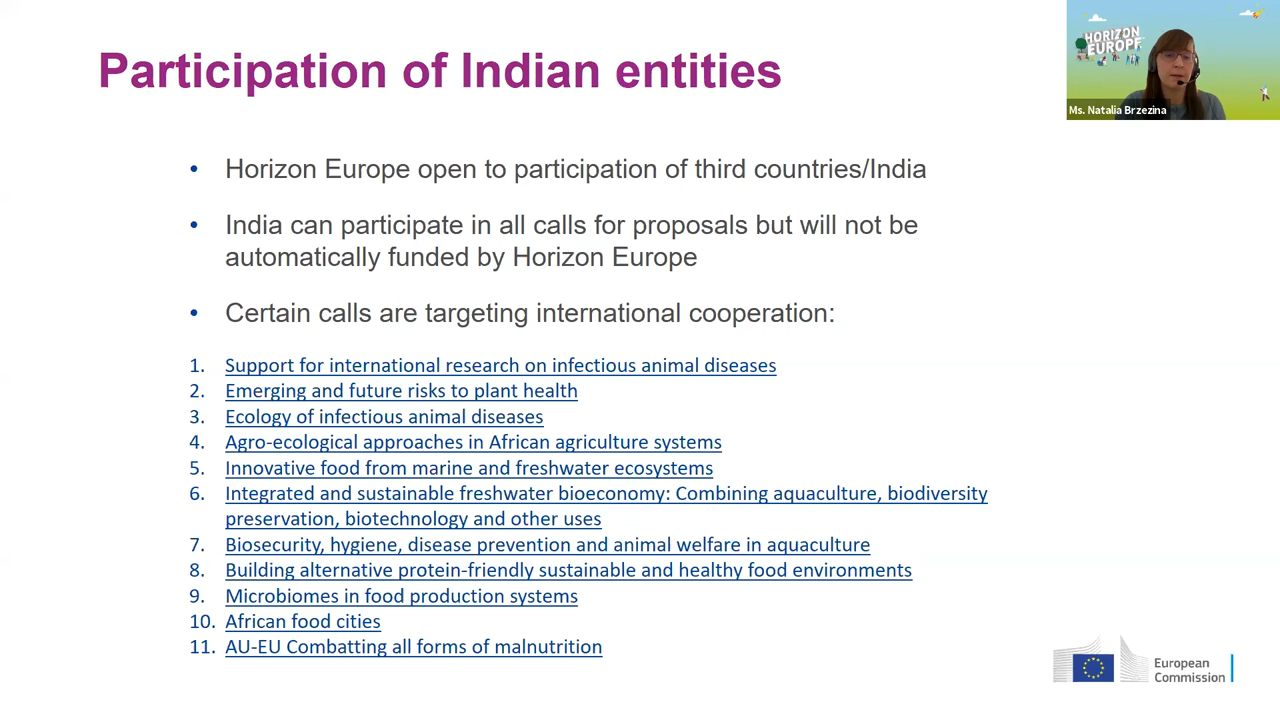 Participation of Indian entities
HORIZON
EUROPE
Ms. Natalia Brzezina
• Horizon Europe open to participation of third countries/India
• India can participate in all calls for proposals but will not be
automatically funded by Horizon Europe
• Certain calls are targeting international cooperation:
1. Support for international research on infectious animal diseases
2. Emerging and future risks to plant health
3. Ecology of infectious animal diseases
4. Agro-ecological approaches in African agriculture systems
5. Innovative food from marine and freshwater ecosystems
6. Integrated and sustainable freshwater bioeconomy: Combining aquaculture, biodiversity
preservation, biotechnology and other uses
7. Biosecurity, hygiene, disease prevention and animal welfare in aquaculture
8. Building alternative protein-friendly sustainable and healthy food environments
9. Microbiomes in food production systems
10. African food cities
11. AU-EU Combatting all forms of malnutrition
European
Commission